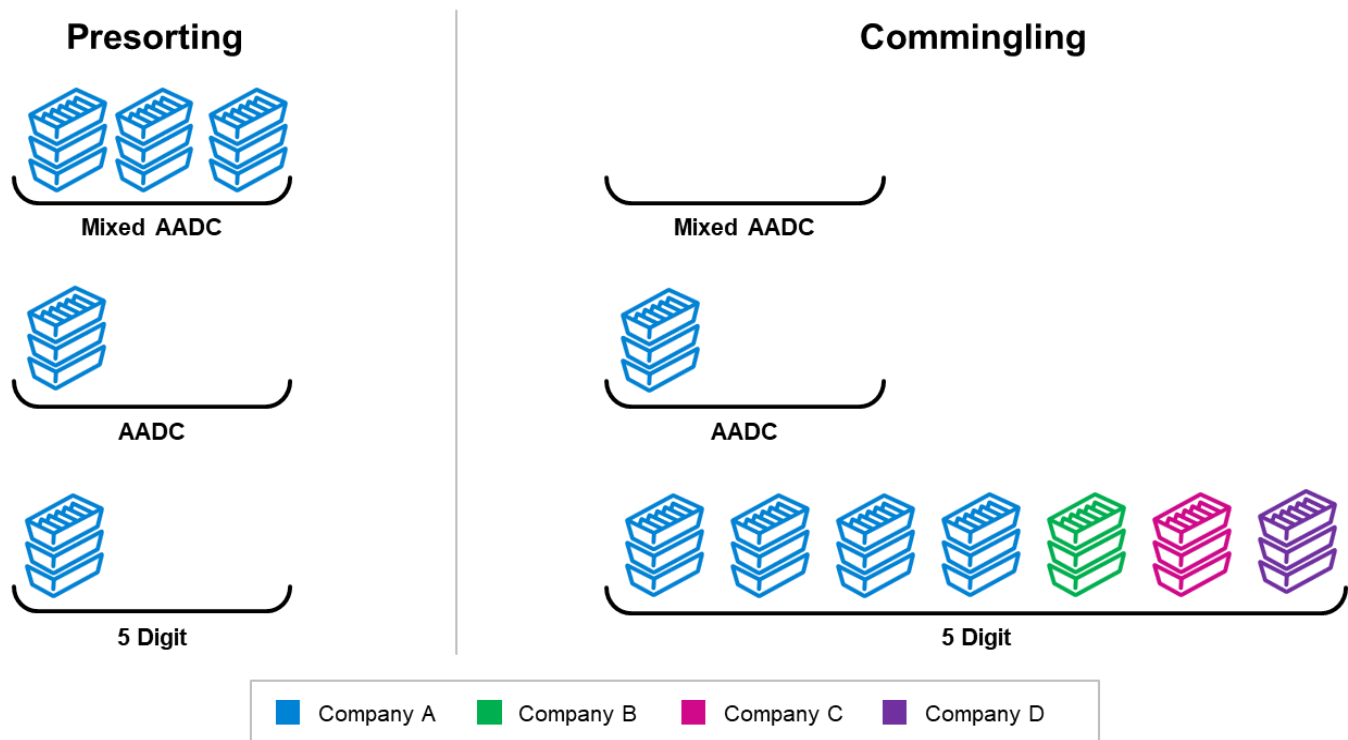 Presorting
Commingling
Mixed AADC
Mixed AADC
AADC
AADC
5 Digit
5 Digit
Company A
Company B
Company C
Company D